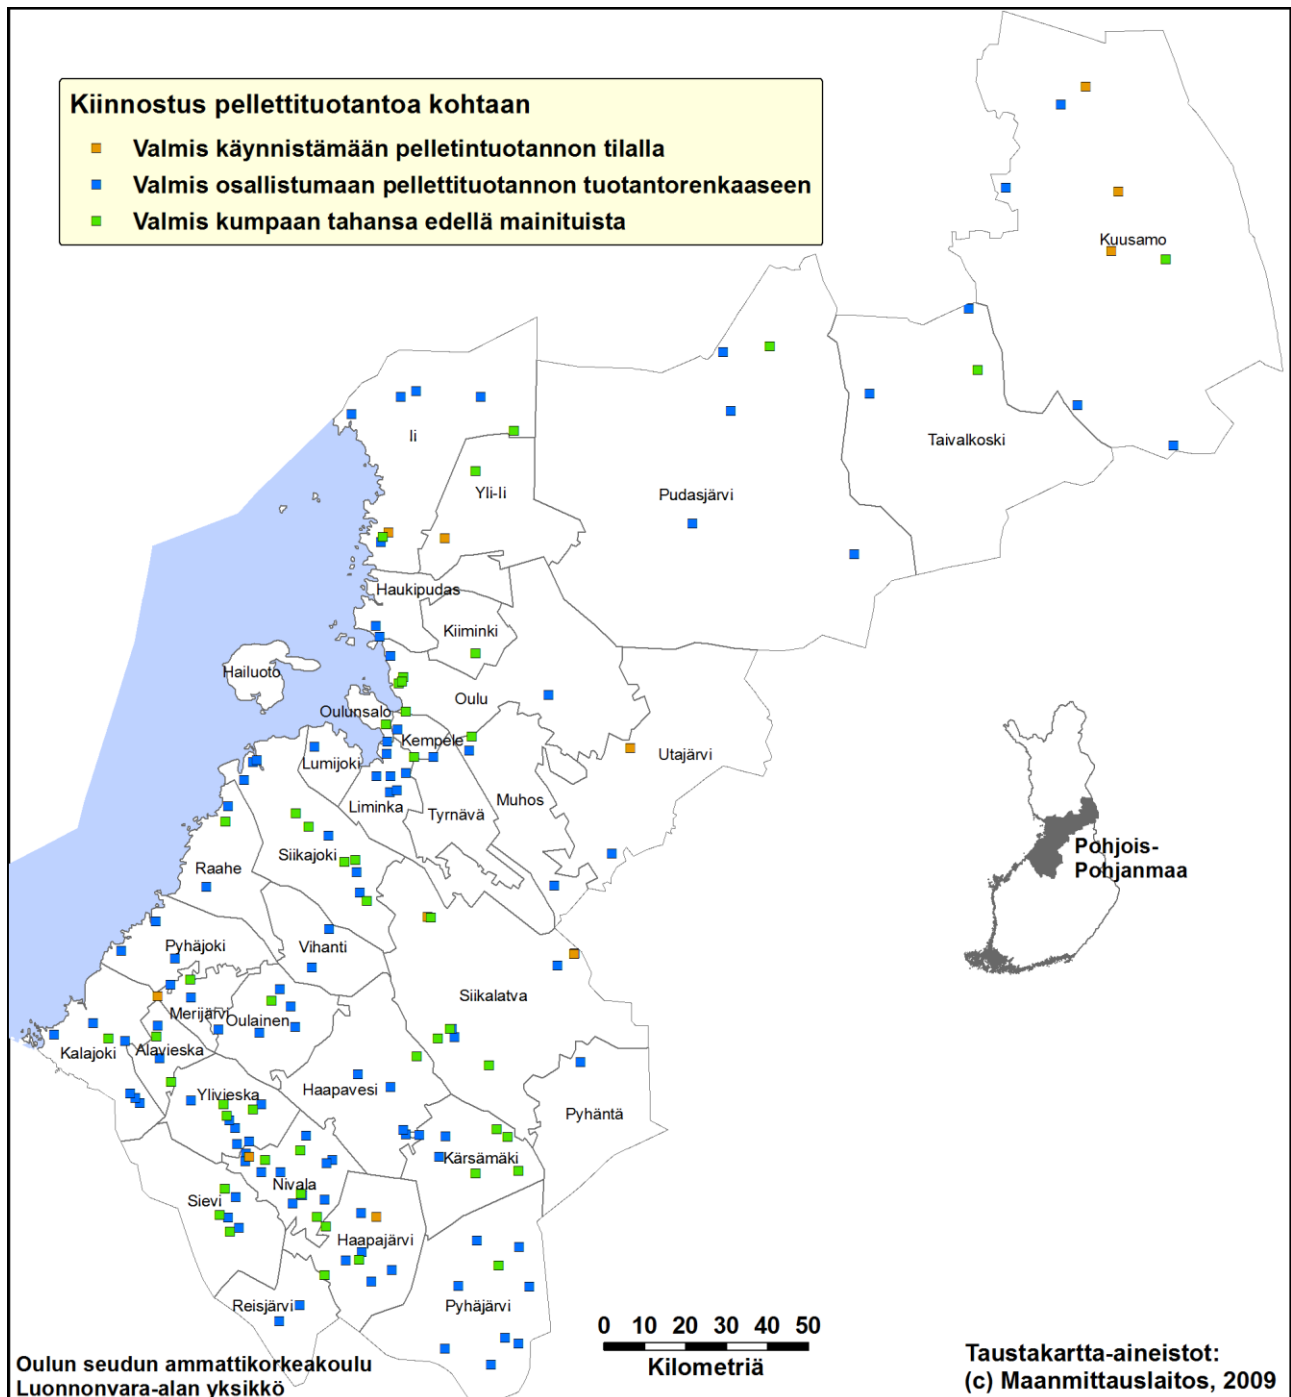 Kiinnostus pellettituotantoa kohtaan
Valmis käynnistämään pelletintuotannon tilalla
Valmis osallistumaan pellettituotannon tuotantorenkaaseen
Valmis kumpaan tahansa edellä mainituista
Kuusamo
Ii
Taivalkoski
Yli-Ii
Pudasjärvi
Haukipudas
Kiiminki
Hailuoto
Oulu
Oulunsalo
Kempele
Utajärvi
Lumijoki
Liminka
Tyrnävä
Muhos
Siikajoki
Raahe
Pohjois-
Pohjanmaa
Pyhäjoki
Vihanti
Siikalatva
Merijärvi
Oulainen
Kalajoki
Alavieska
Ylivieska
Haapavesi
Pyhäntä
Kärsämäki
Nivala
Sievi
Haapajärvi
Reisjärvi
Pyhäjärvi
0 10 20 30 40 50
Kilometriä
Oulun seudun ammattikorkeakoulu
Luonnonvara-alan yksikkö
Taustakartta-aineistot:
(c) Maanmittauslaitos, 2009